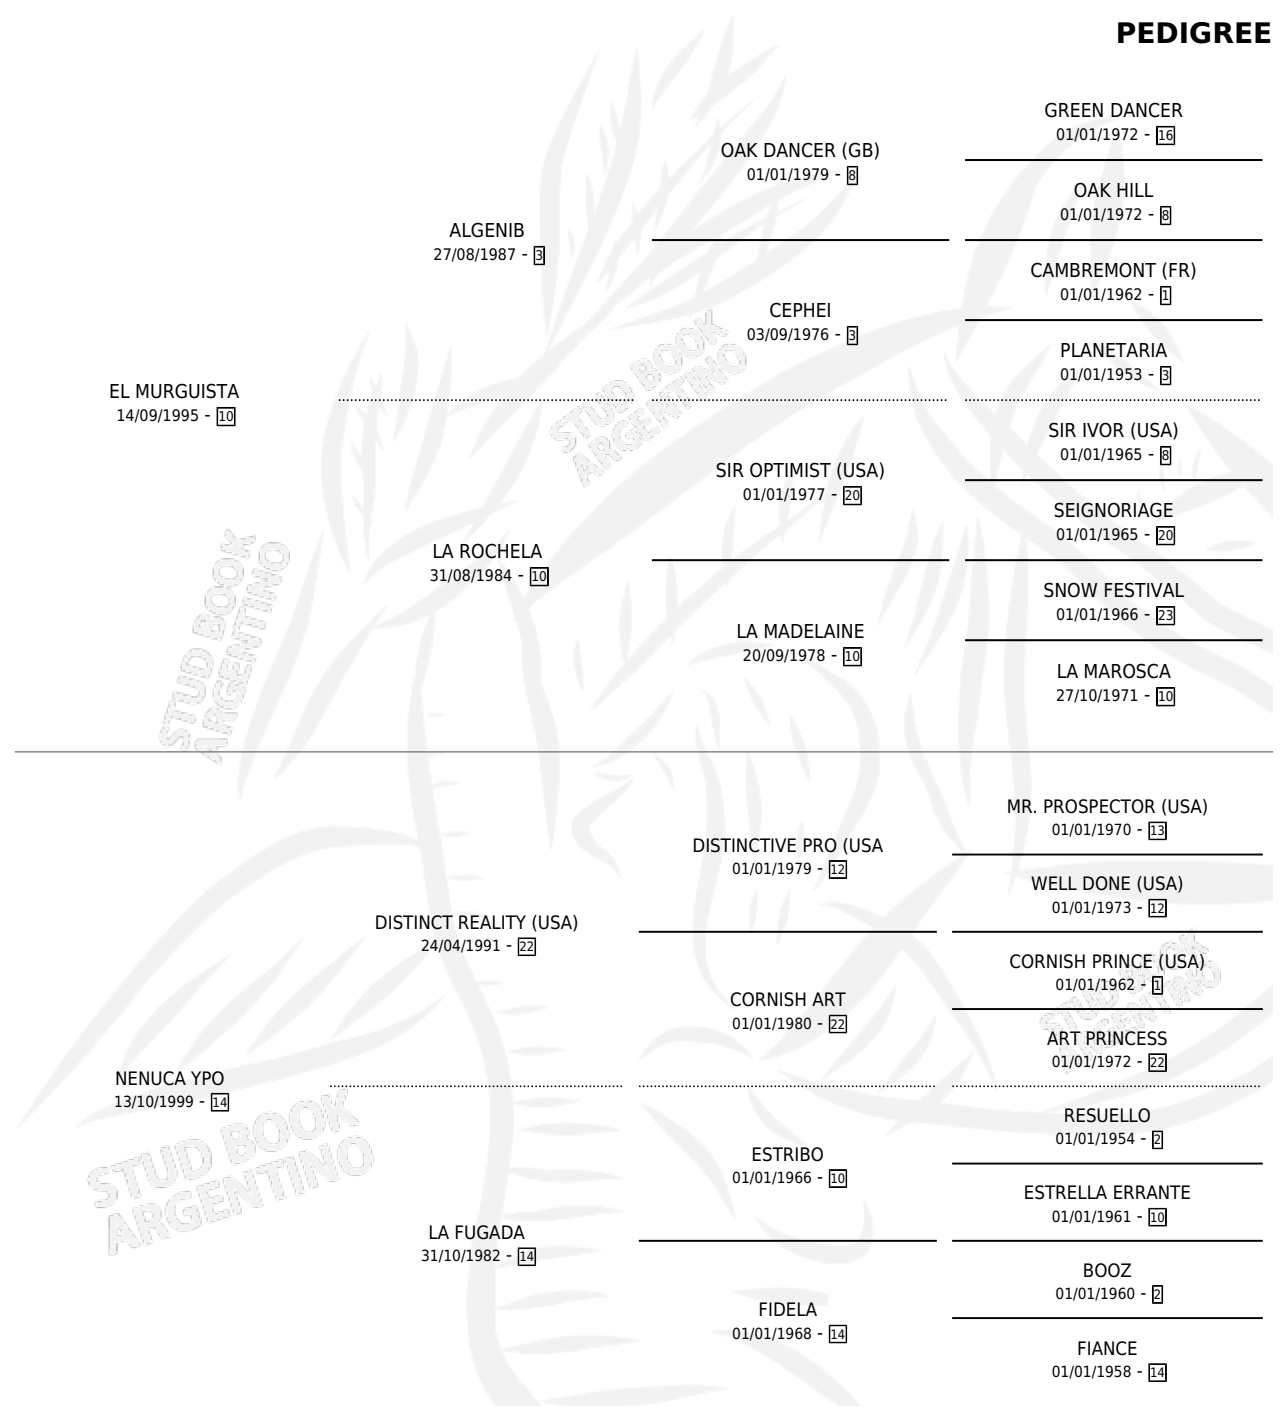 PEDIGREE
GREEN DANCER
01/01/1972 - 16
OAK DANCER (GB)
01/01/1979 - 8
OAK HILL
01/01/1972 - 8
ALGENIB
27/08/1987 - 3
CAMBREMONT (FR)
01/01/1962 - 1
CEPHEI
03/09/1976 - 3
PLANETARIA
01/01/1953 - 3
EL MURGUISTA
14/09/1995 - 10
SIR IVOR (USA)
01/01/1965 - 8
SIR OPTIMIST (USA)
01/01/1977 - 20
SEIGNORIAGE
01/01/1965 - 20
LA ROCHELA
31/08/1984 - 10
SNOW FESTIVAL
01/01/1966 - 23
LA MADELAINE
20/09/1978 - 10
LA MAROSCA
27/10/1971 - 10
MR. PROSPECTOR (USA)
01/01/1970 - 13
DISTINCTIVE PRO (USA
01/01/1979 - 12
WELL DONE (USA)
01/01/1973 - 12
DISTINCT REALITY (USA)
24/04/1991 - 22
CORNISH PRINCE (USA)
01/01/1962 - 1
CORNISH ART
01/01/1980 - 22
ART PRINCESS
01/01/1972 - 22
NENUCA YPO
13/10/1999 - 14
RESUELLO
01/01/1954 - 2
ESTRIBO
01/01/1966 - 10
ESTRELLA ERRANTE
01/01/1961 - 10
LA FUGADA
31/10/1982 - 14
BOOZ
01/01/1960 - 2
FIDELA
01/01/1968 - 14
FIANCE
01/01/1958 - 14
STUD BOOK
ARGENTINO
STUD BOOK
ARGENTINO
STUD BOOK
ARGENTINO
STUD BOOK
ARGENTINO